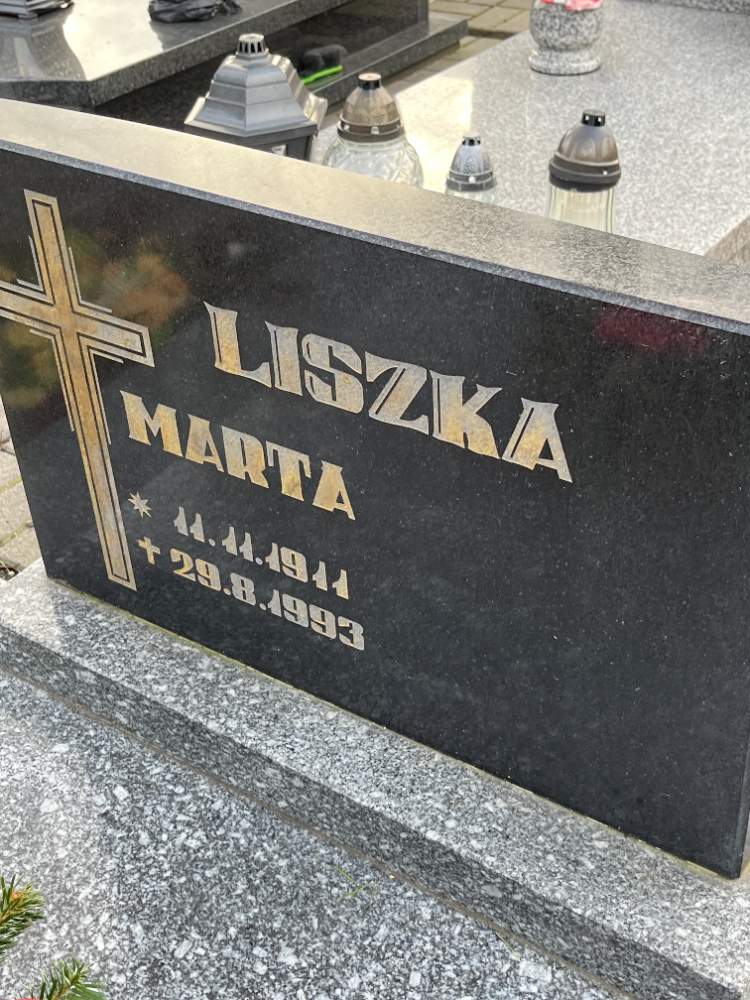 LISZKA
MARTA
* 11.11.1911
+ 29.8.1993